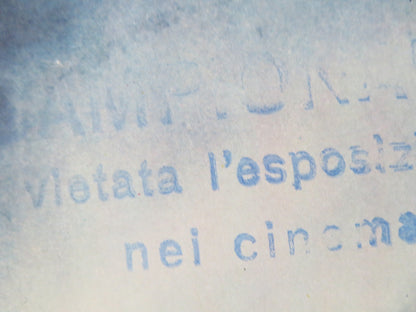 vietata l'esposiz
nei cinema